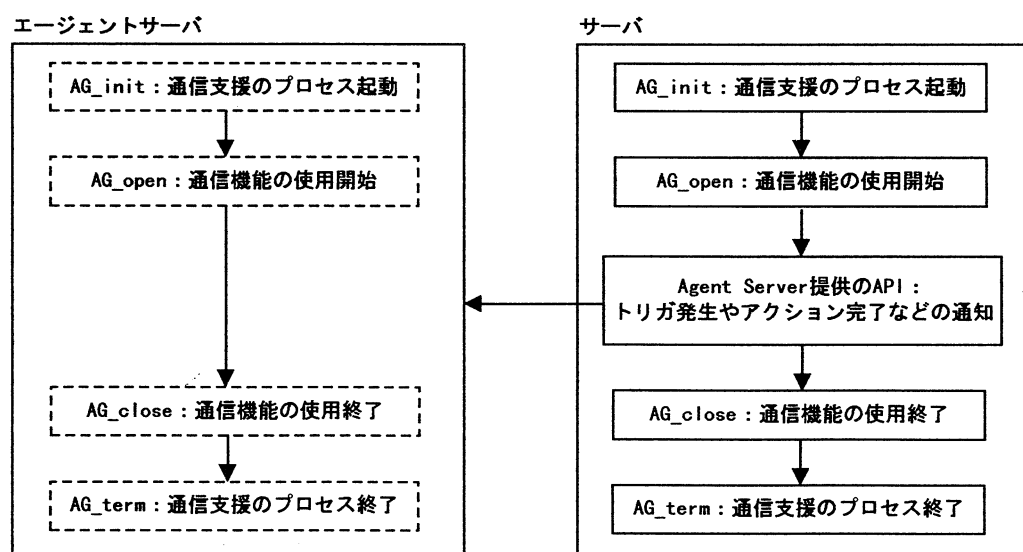 エージェントサーバ
AG_init：通信支援のプロセス起動
AG_open：通信機能の使用開始
AG_close：通信機能の使用終了
AG_term：通信支援のプロセス終了
サーバ
AG_init：通信支援のプロセス起動
AG_open：通信機能の使用開始
Agent Server提供のAPI：
トリガ発生やアクション完了などの通知
AG_close：通信機能の使用終了
AG_term：通信支援のプロセス終了